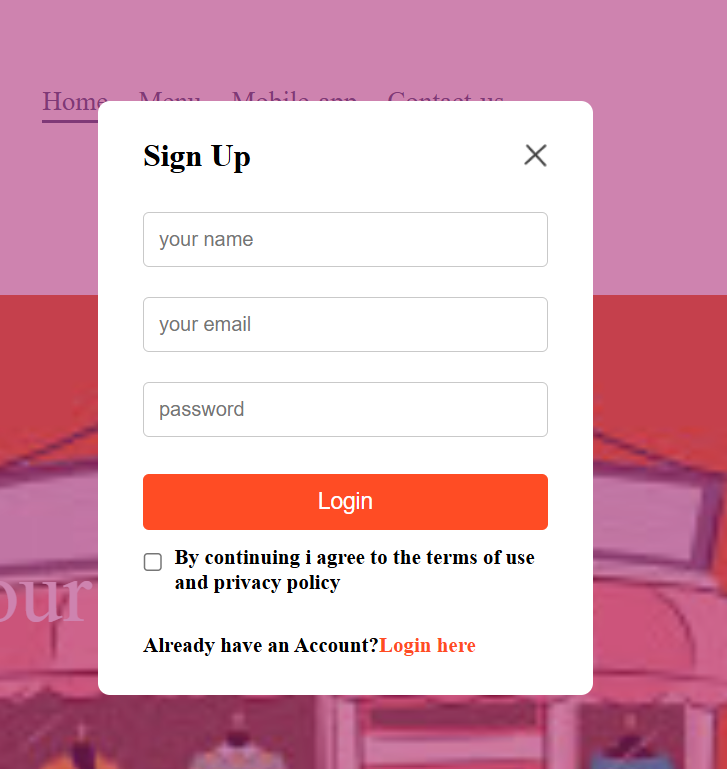 Home Menu Mobile-app Contact us
Sign Up
your name
your email
password
Login
By continuing i agree to the terms of use
and privacy policy
our
Already have an Account?Login here